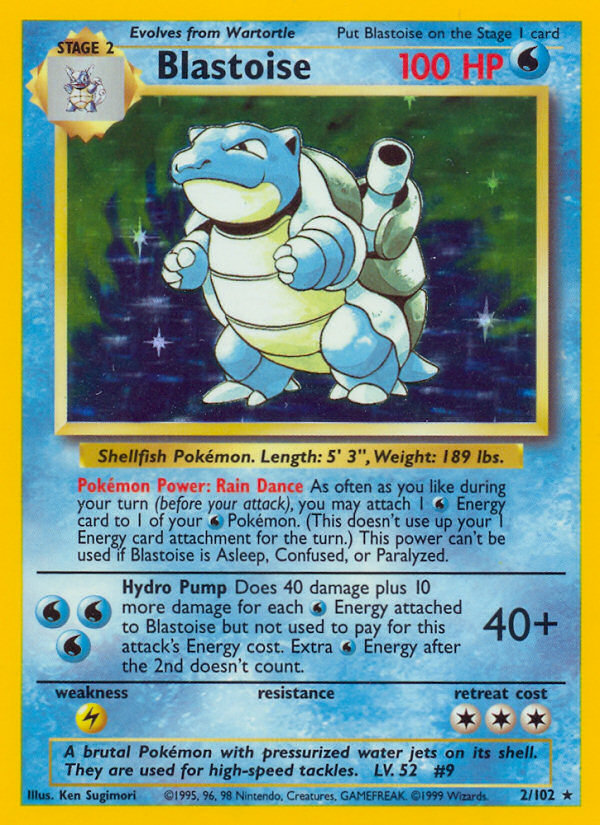 Evolves from Wartortle Put Blastoise on the Stage 1 card
STAGE 2
Blastoise 100 HP
Shellfish Pokémon. Length: 5' 3", Weight: 189 lbs.
Pokémon Power: Rain Dance As often as you like during
your turn (before your attack), you may attach 1 Energy
card to 1 of your Pokémon. (This doesn't use up your 1
Energy card attachment for the turn.) This power can't be
used if Blastoise is Asleep, Confused, or Paralyzed.
Hydro Pump Does 40 damage plus 10
more damage for each Energy attached
to Blastoise but not used to pay for this
attack's Energy cost. Extra Energy after
the 2nd doesn't count.
40+
weakness resistance retreat cost
A brutal Pokémon with pressurized water jets on its shell.
They are used for high-speed tackles. LV. 52 #9
Illus. Ken Sugimori ©1995, 96, 98 Nintendo, Creatures, GAMEFREAK. ©1999 Wizards. 2/102 ★